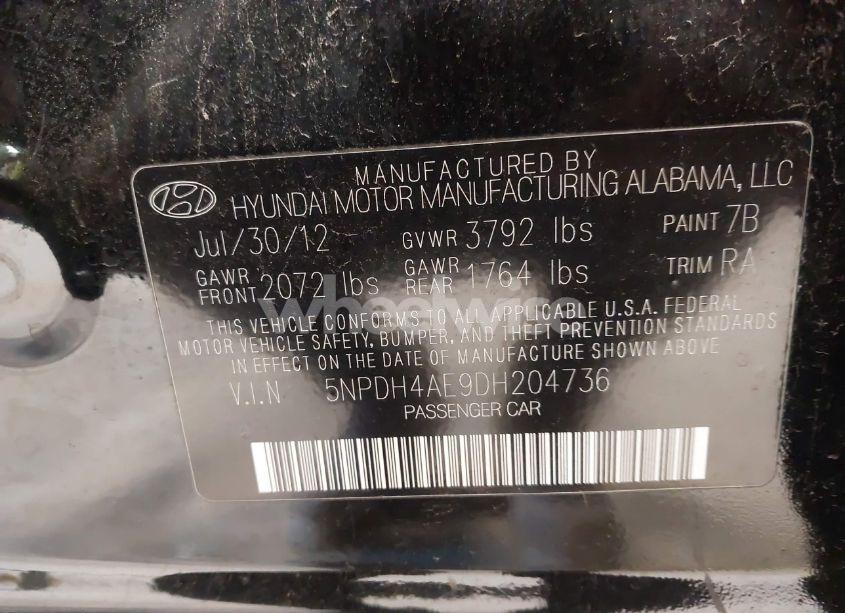 MANUFACTURED BY
HYUNDAI MOTOR MANUFACTURING ALABAMA, LLC
Jul/30/12 GVWR 3792 lbs PAINT 7B
GAWR FRONT 2072 lbs GAWR REAR 1764 lbs TRIM RA
wheelwise
THIS VEHICLE CONFORMS TO ALL APPLICABLE U.S.A. FEDERAL
MOTOR VEHICLE SAFETY, BUMPER, AND THEFT PREVENTION STANDARDS
IN EFFECT ON THE DATE OF MANUFACTURE SHOWN ABOVE
V.I.N 5NPDH4AE9DH204736
PASSENGER CAR